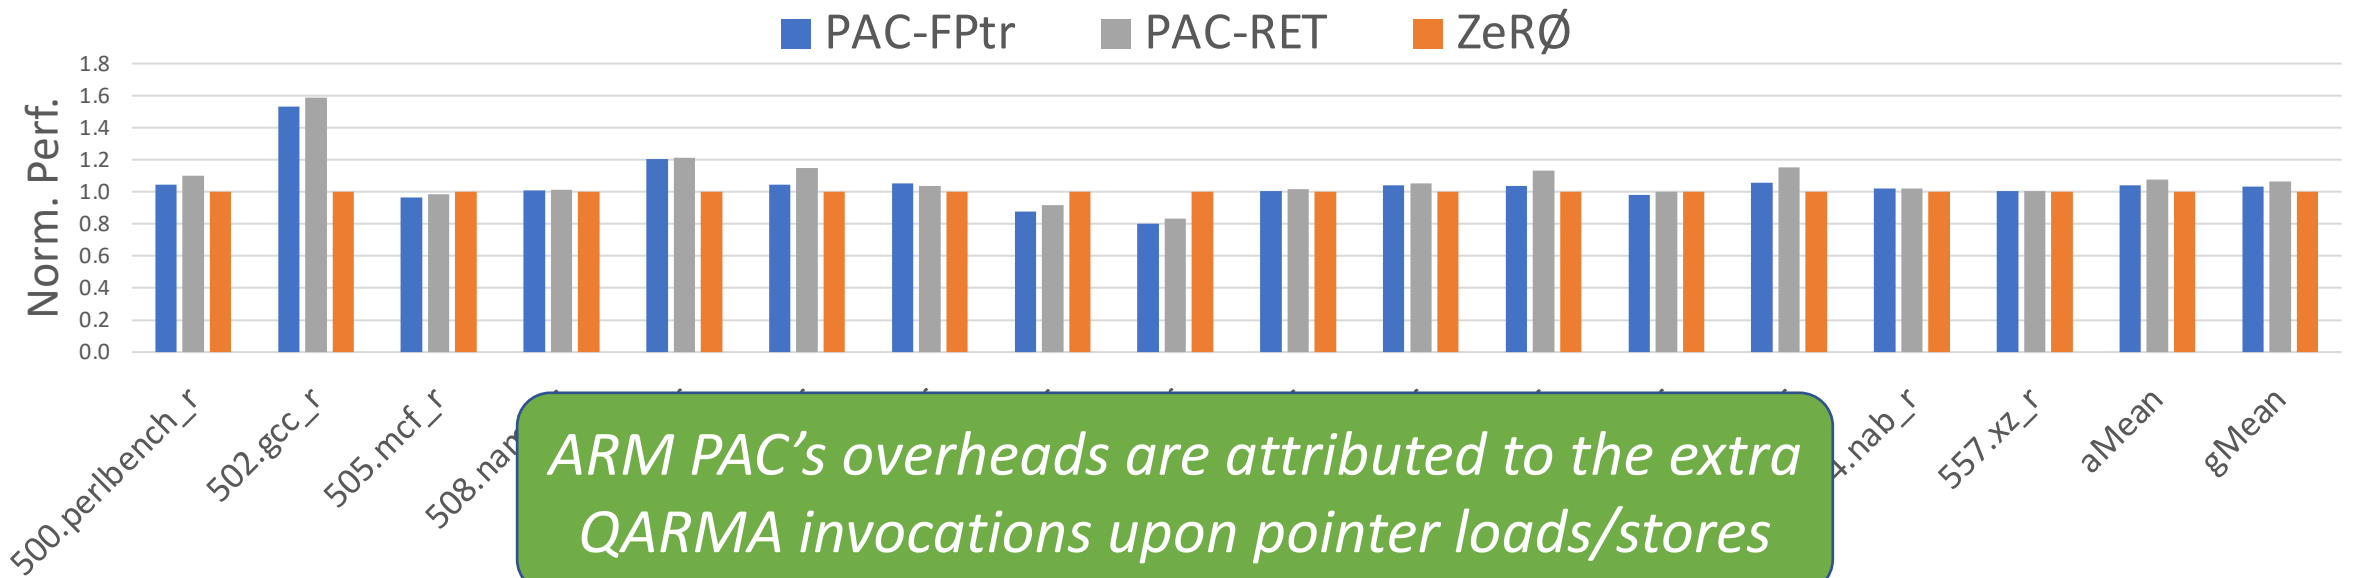 PAC-FPtr PAC-RET ZeRØ
Norm. Perf.
1.8
1.6
1.4
1.2
1.0
0.8
0.6
0.4
0.2
0.0
500.perlbench_r
502.gcc_r
505.mcf_r
557.xz_r
aMean
gMean
ARM PAC’s overheads are attributed to the extra
QARMA invocations upon pointer loads/stores